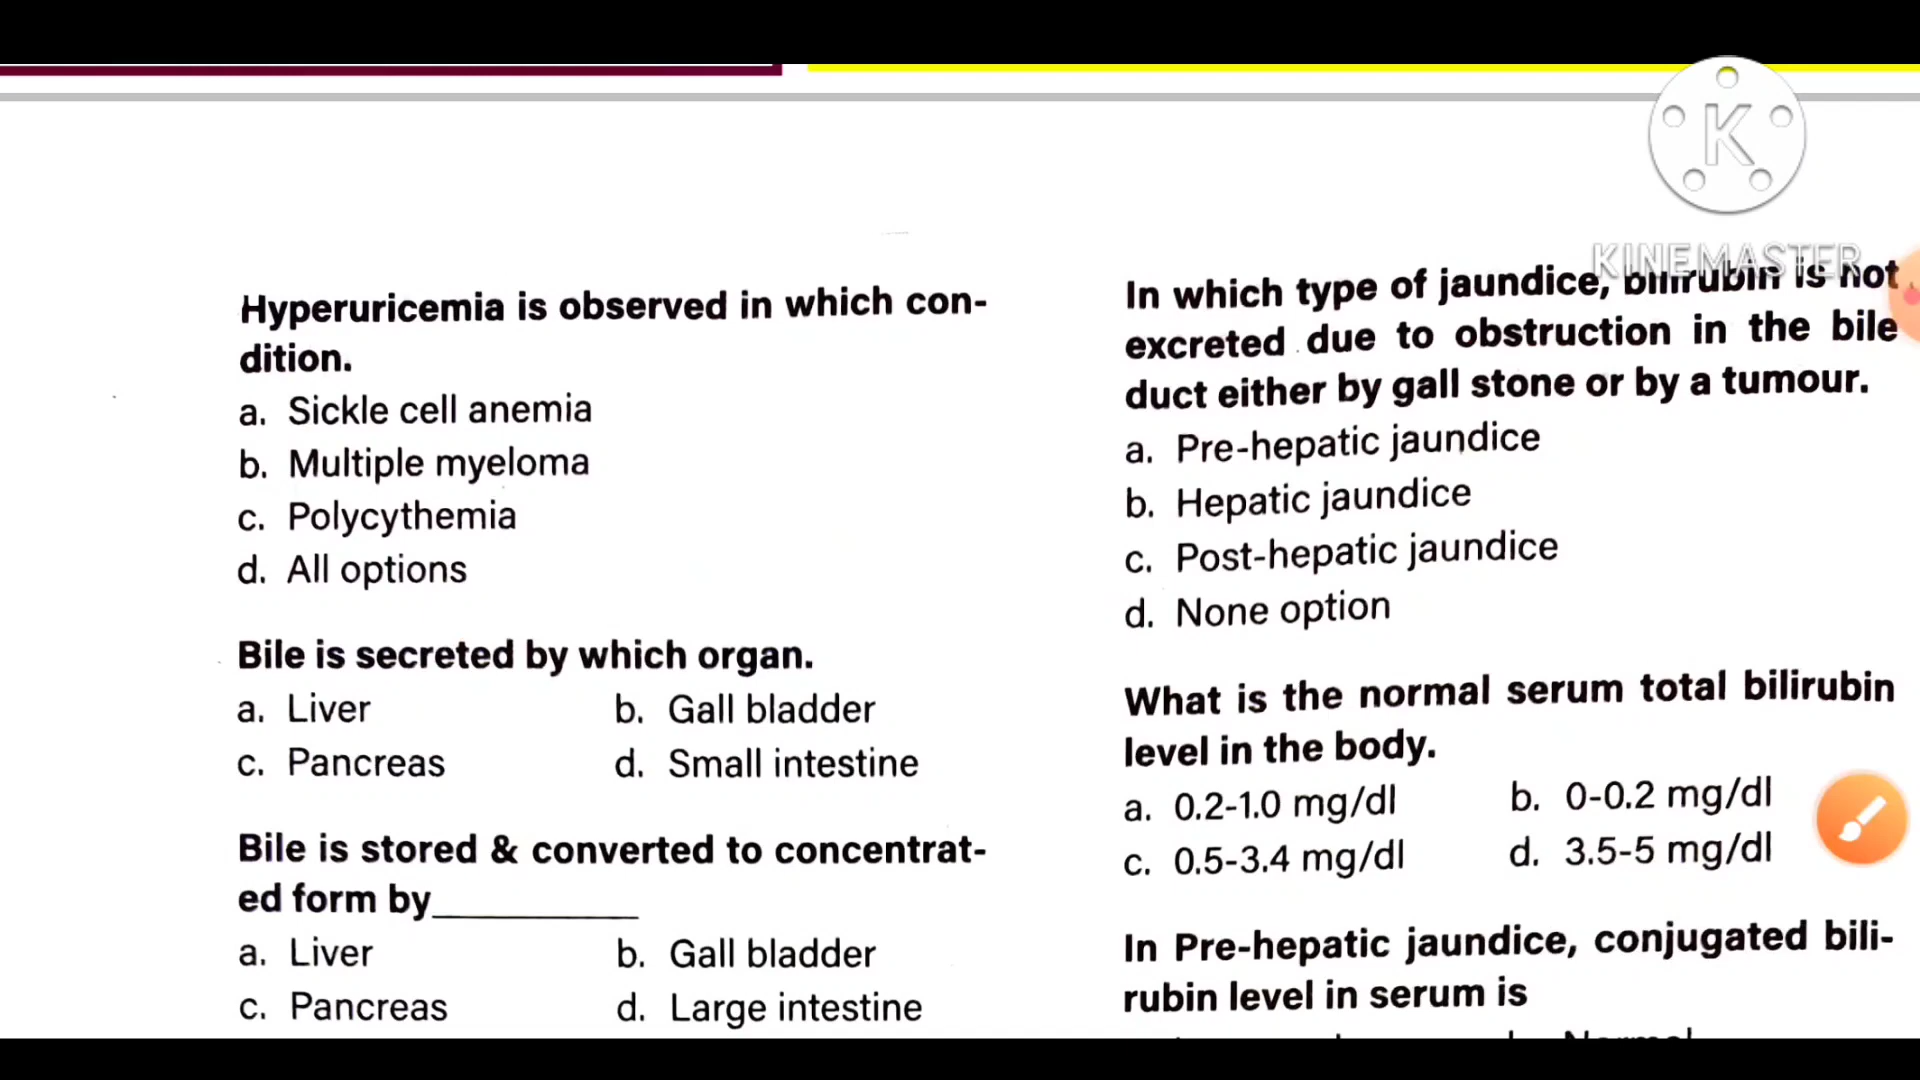 K
KINEMASTER
Hyperuricemia is observed in which con-
dition.
a. Sickle cell anemia
b. Multiple myeloma
c. Polycythemia
d. All options
Bile is secreted by which organ.
a. Liver b. Gall bladder
c. Pancreas d. Small intestine
Bile is stored & converted to concentrat-
ed form by__________
a. Liver b. Gall bladder
c. Pancreas d. Large intestine
In which type of jaundice, bilirubin is not
excreted due to obstruction in the bile
duct either by gall stone or by a tumour.
a. Pre-hepatic jaundice
b. Hepatic jaundice
c. Post-hepatic jaundice
d. None option
What is the normal serum total bilirubin
level in the body.
a. 0.2-1.0 mg/dl b. 0-0.2 mg/dl
c. 0.5-3.4 mg/dl d. 3.5-5 mg/dl
In Pre-hepatic jaundice, conjugated bili-
rubin level in serum is